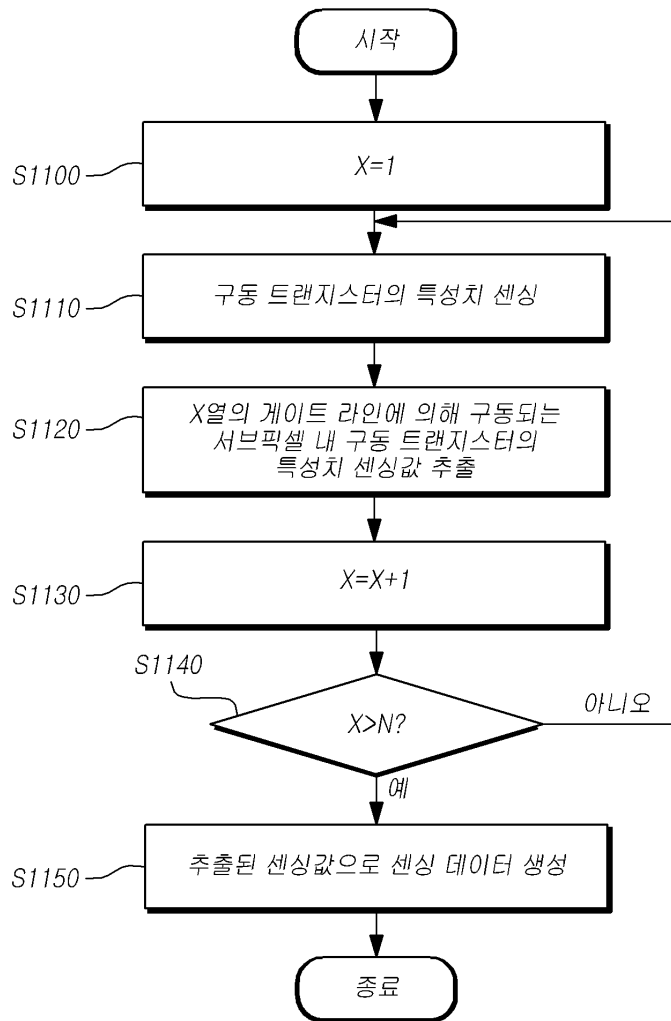 시작
S1100
X=1
S1110
구동 트랜지스터의 특성치 센싱
S1120
X열의 게이트 라인에 의해 구동되는
서브픽셀 내 구동 트랜지스터의
특성치 센싱값 추출
S1130
X=X+1
S1140
X>N?
아니오
예
S1150
추출된 센싱값으로 센싱 데이터 생성
종료